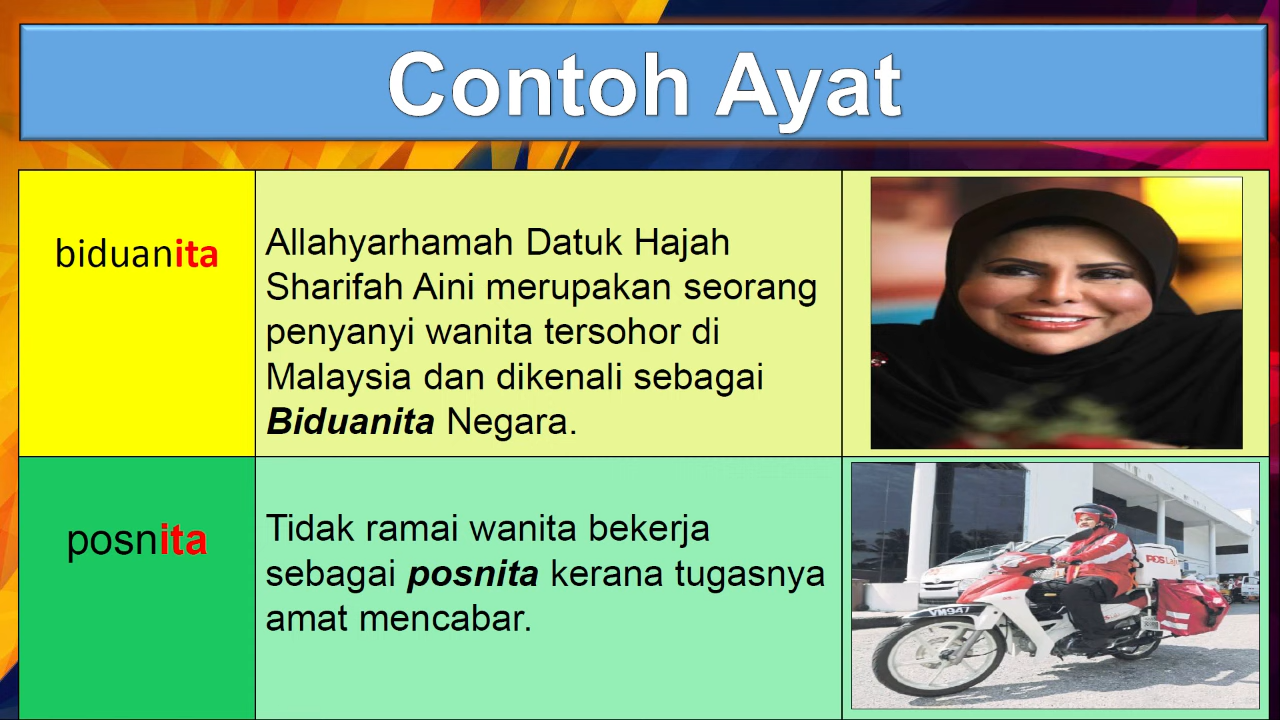 Contoh Ayat
biduanita
Allahyarhamah Datuk Hajah
Sharifah Aini merupakan seorang
penyanyi wanita tersohor di
Malaysia dan dikenali sebagai
Biduanita Negara.
posnita
Tidak ramai wanita bekerja
sebagai posnita kerana tugasnya
amat mencabar.
POS Laju